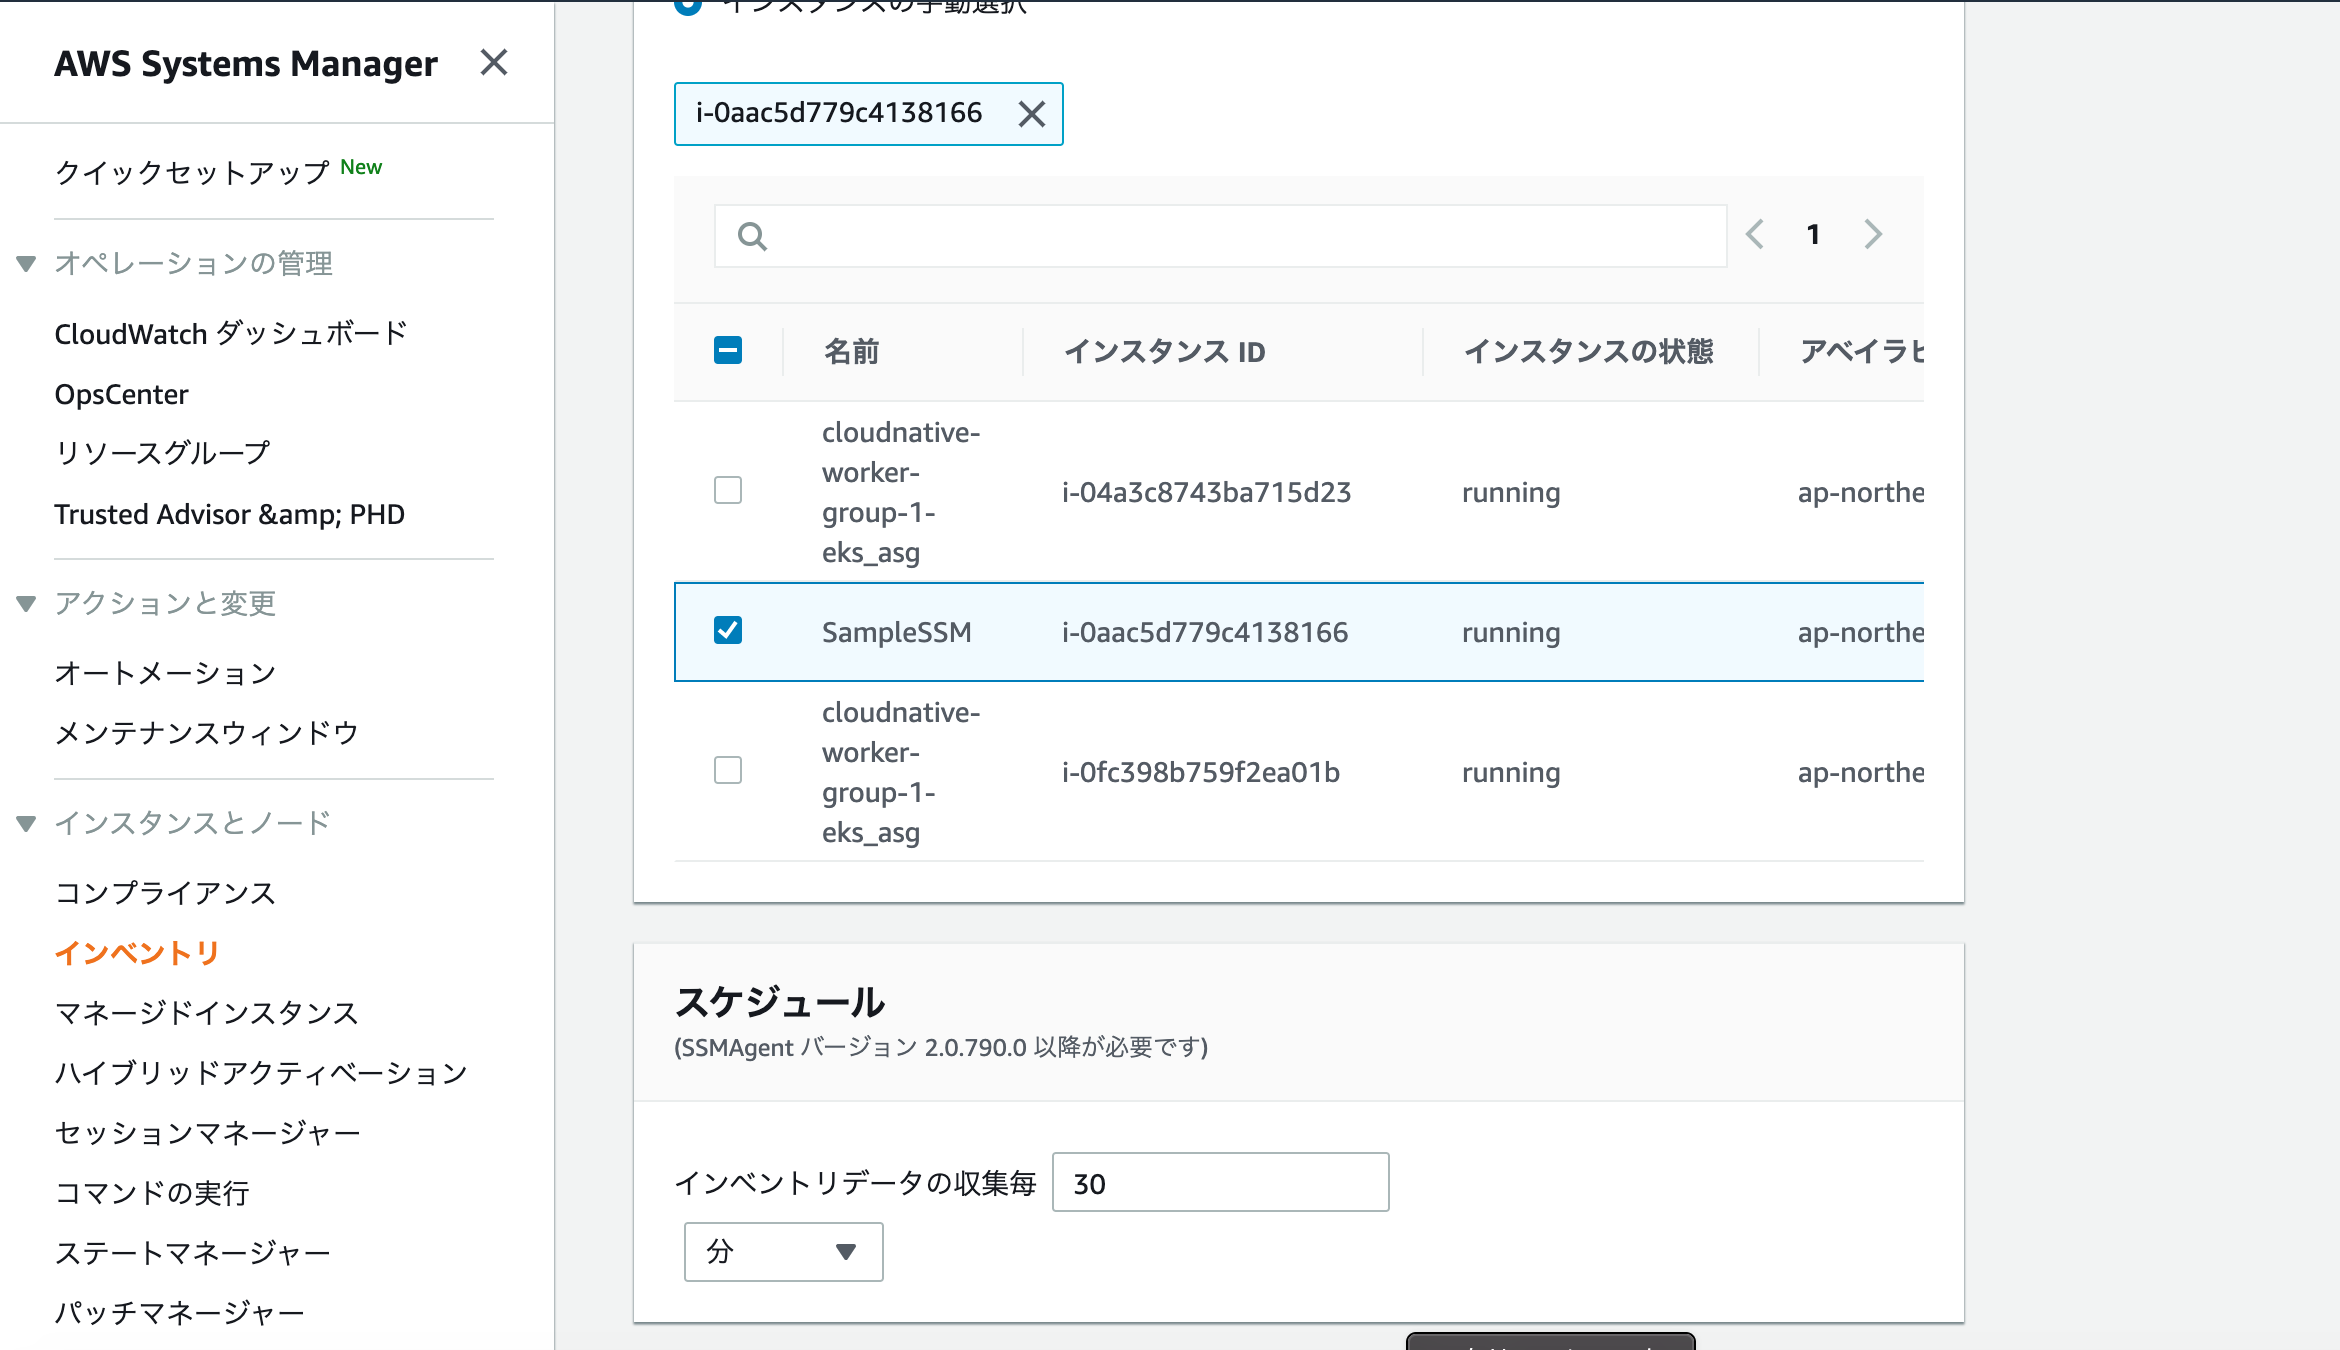 AWS Systems Manager
クイックセットアップ New
オペレーションの管理
CloudWatch ダッシュボード
OpsCenter
リソースグループ
Trusted Advisor &amp; PHD
アクションと変更
オートメーション
メンテナンスウィンドウ
インスタンスとノード
コンプライアンス
インベントリ
マネージドインスタンス
ハイブリッドアクティベーション
セッションマネージャー
コマンドの実行
ステートマネージャー
パッチマネージャー
インスタンスの手動選択
i-0aac5d779c4138166
1
名前 インスタンス ID インスタンスの状態 アベイラビ
cloudnative-
worker-
group-1-
eks_asg
i-04a3c8743ba715d23 running ap-northe
SampleSSM i-0aac5d779c4138166 running ap-northe
cloudnative-
worker-
group-1-
eks_asg
i-0fc398b759f2ea01b running ap-northe
スケジュール
(SSMAgent バージョン 2.0.790.0 以降が必要です)
インベントリデータの収集毎 30
分